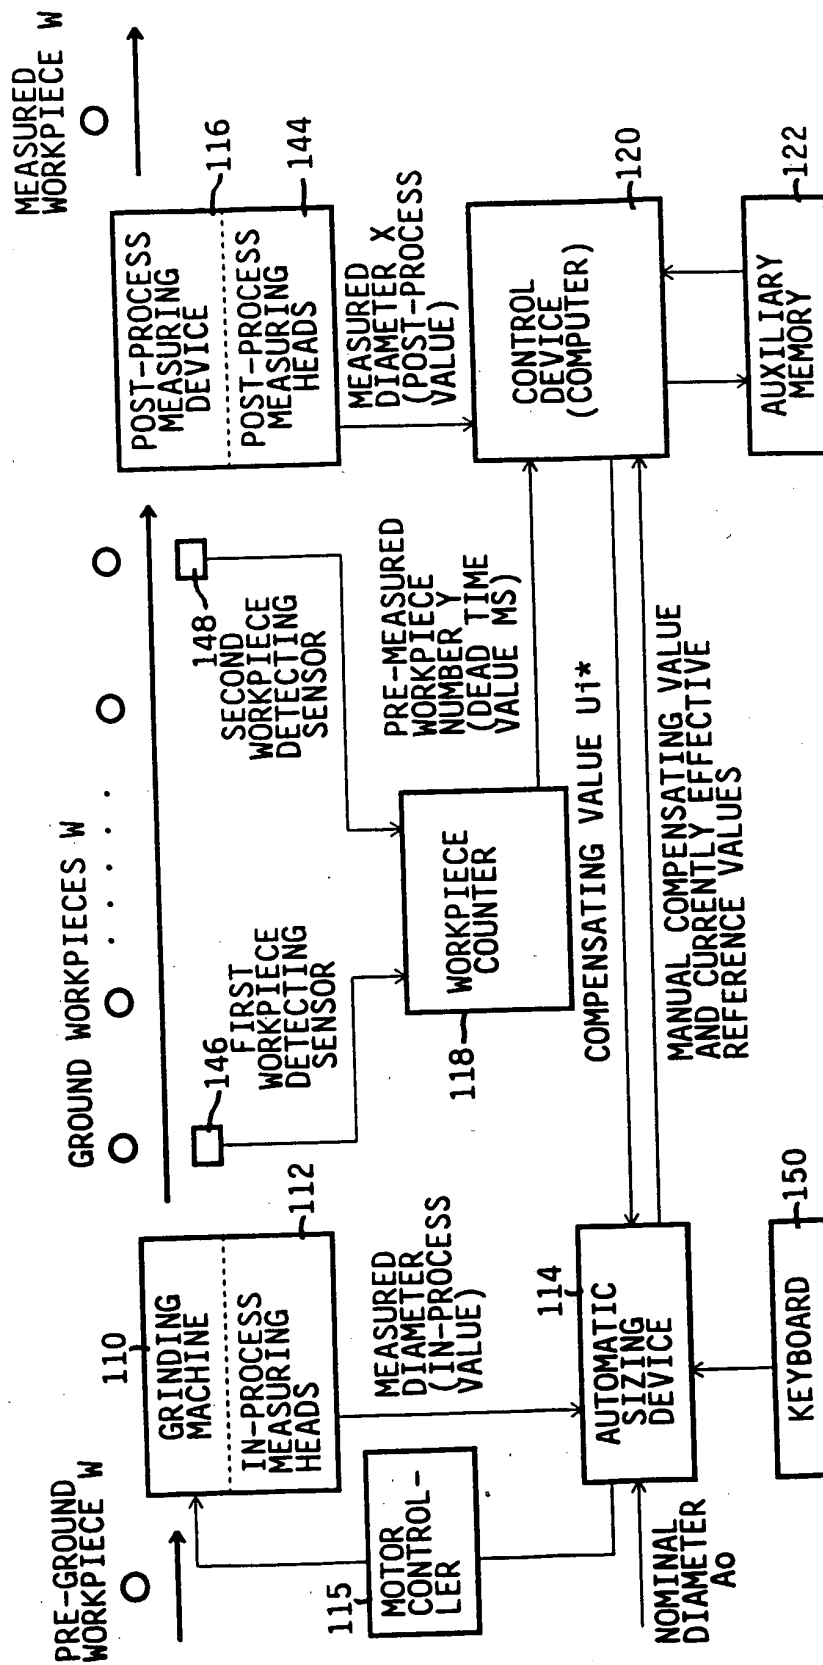 PRE-GROUND
WORKPIECE W
GROUND WORKPIECES W
MEASURED
WORKPIECE W
110
GRINDING
MACHINE
IN-PROCESS
MEASURING
HEADS
112
146
FIRST
WORKPIECE
DETECTING
SENSOR
148
SECOND
WORKPIECE
DETECTING
SENSOR
POST-PROCESS
MEASURING
DEVICE
116
POST-PROCESS
MEASURING
HEADS
144
115
MOTOR
CONTROL-
LER
MEASURED
DIAMETER
(IN-PROCESS
VALUE)
118
WORKPIECE
COUNTER
PRE-MEASURED
WORKPIECE
NUMBER Y
(DEAD TIME
VALUE MS)
MEASURED
DIAMETER X
(POST-PROCESS
VALUE)
114
AUTOMATIC
SIZING
DEVICE
COMPENSATING VALUE Ui*
MANUAL COMPENSATING VALUE
AND CURRENTLY EFFECTIVE
REFERENCE VALUES
CONTROL
DEVICE
(COMPUTER)
120
NOMINAL
DIAMETER
Ao
KEYBOARD
150
AUXILIARY
MEMORY
122